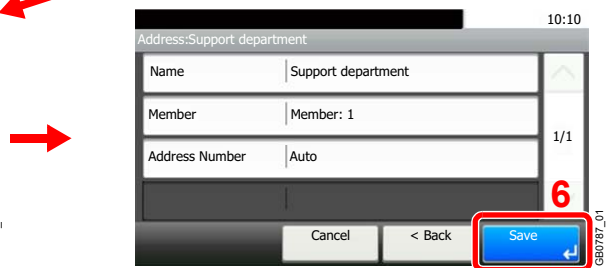 10:10
Address:Support department
Name Support department
Member Member: 1
1/1
Address Number Auto
6
Cancel < Back Save
GB0787_01